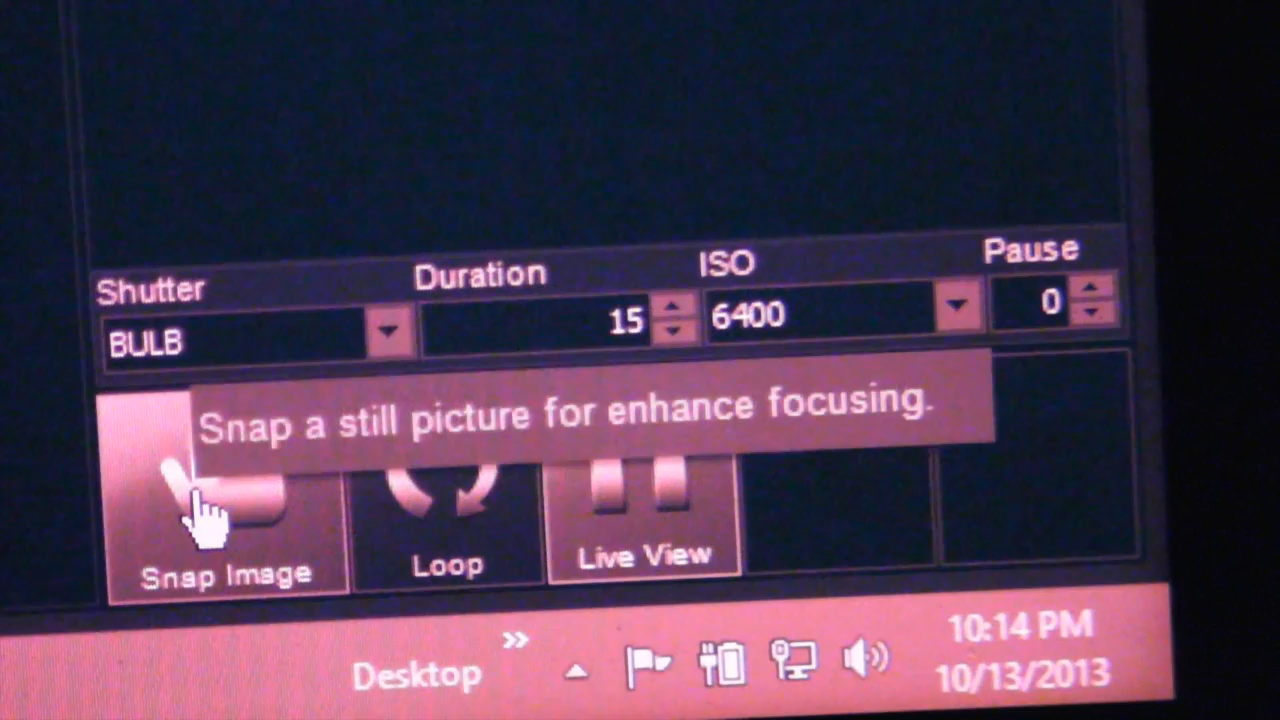 Shutter Duration ISO Pause
BULB 15 6400 0
Snap a still picture for enhance focusing.
Snap Image Loop Live View
Desktop » 10:14 PM
10/13/2013